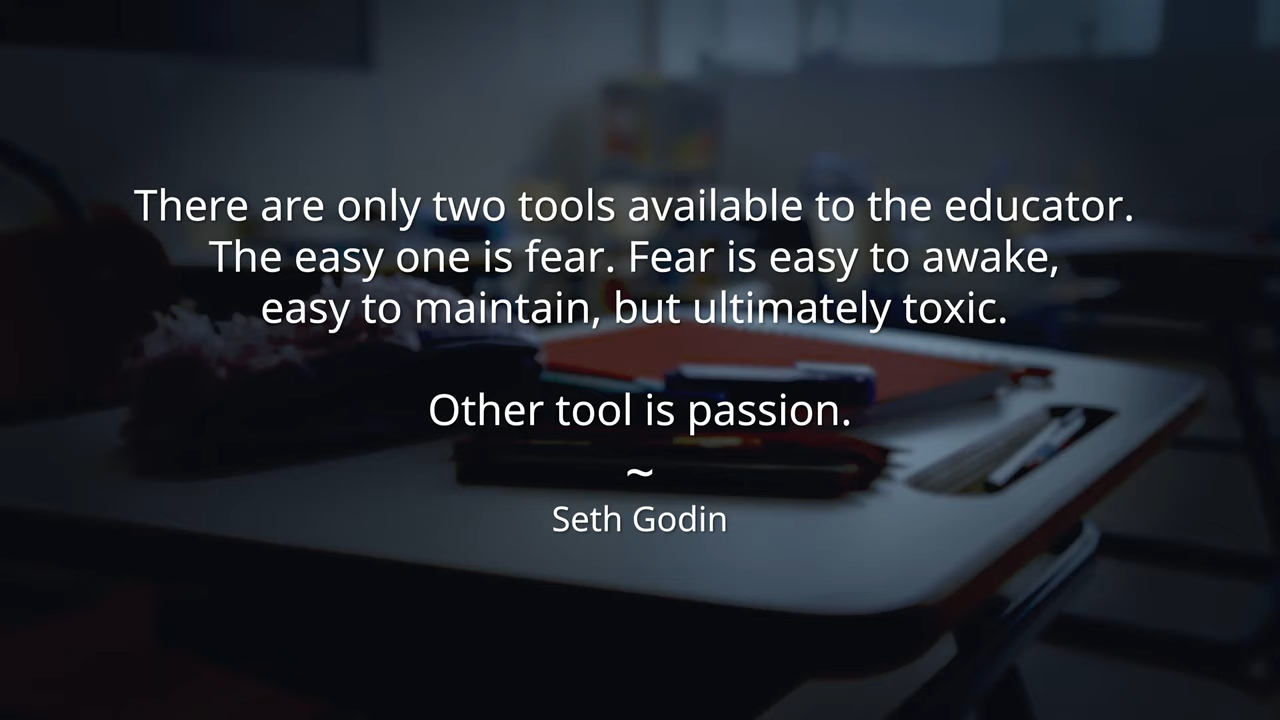 There are only two tools available to the educator.
The easy one is fear. Fear is easy to awake,
easy to maintain, but ultimately toxic.
Other tool is passion.
~
Seth Godin